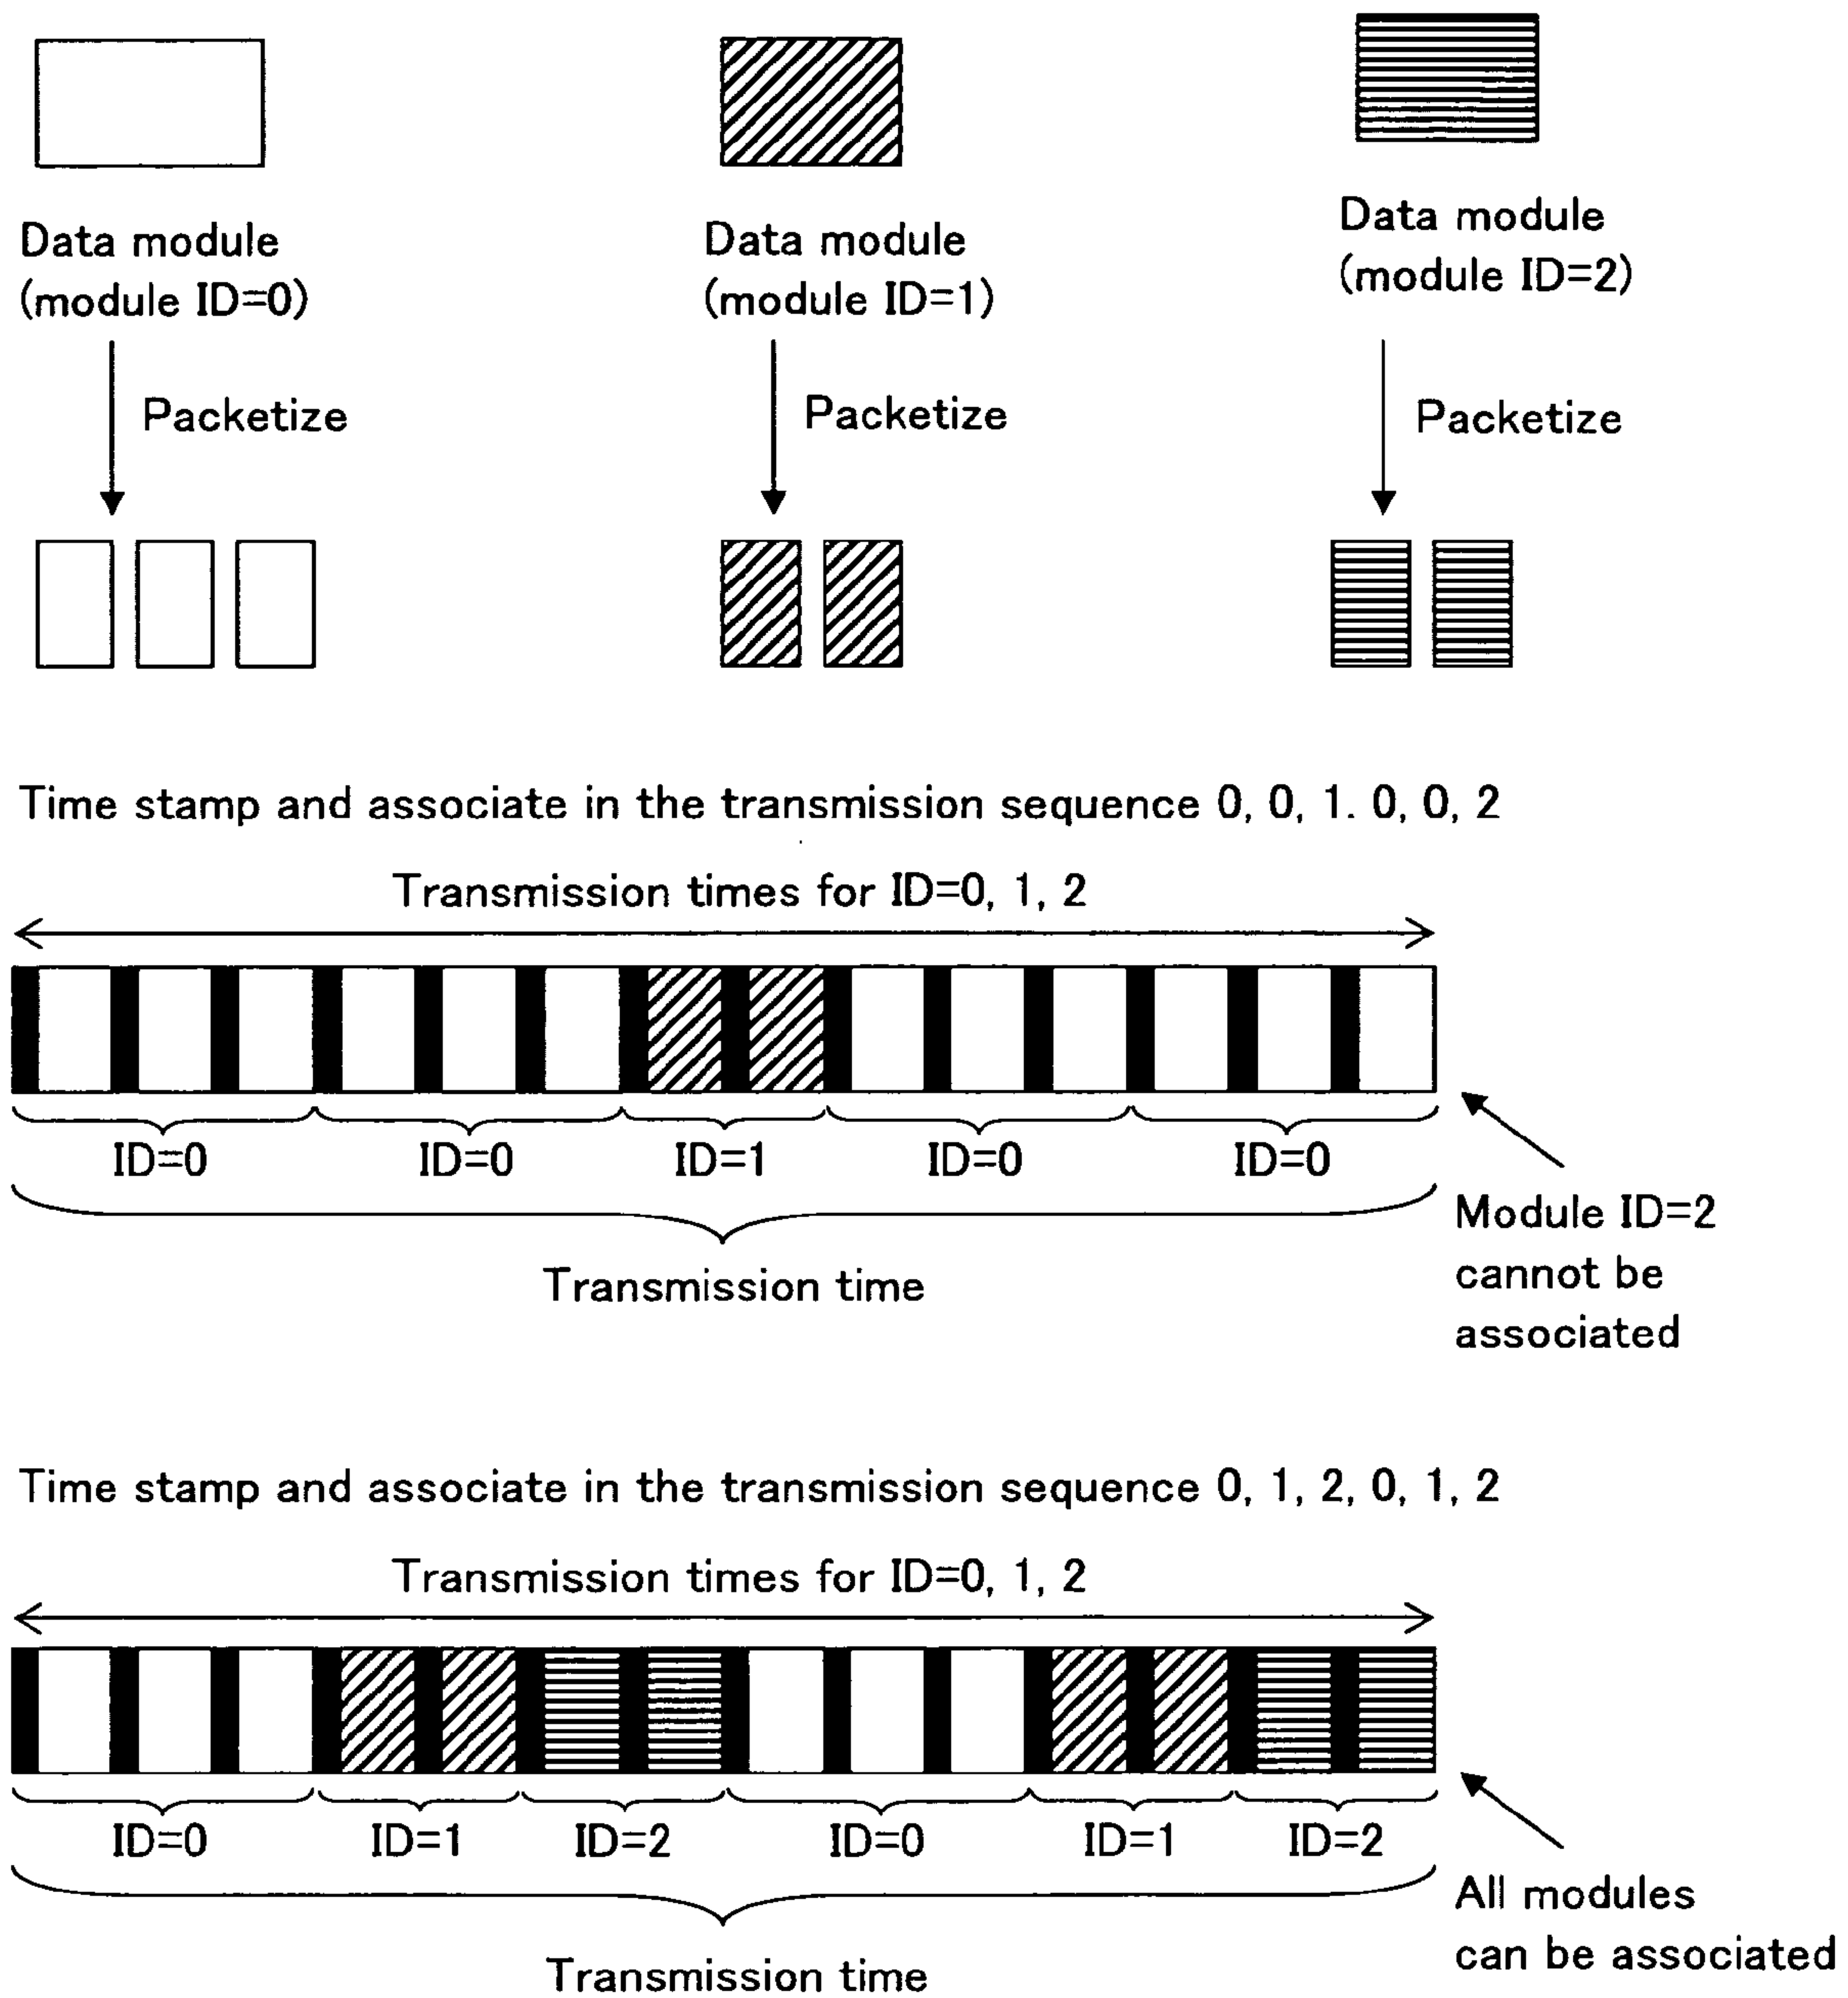 Data module
(module ID=0)
Data module
(module ID=1)
Data module
(module ID=2)
Packetize
Packetize
Packetize
Time stamp and associate in the transmission sequence 0, 0, 1. 0, 0, 2
Transmission times for ID=0, 1, 2
ID=0
ID=0
ID=1
ID=0
ID=0
Transmission time
Module ID=2
cannot be
associated
Time stamp and associate in the transmission sequence 0, 1, 2, 0, 1, 2
Transmission times for ID=0, 1, 2
ID=0
ID=1
ID=2
ID=0
ID=1
ID=2
Transmission time
All modules
can be associated